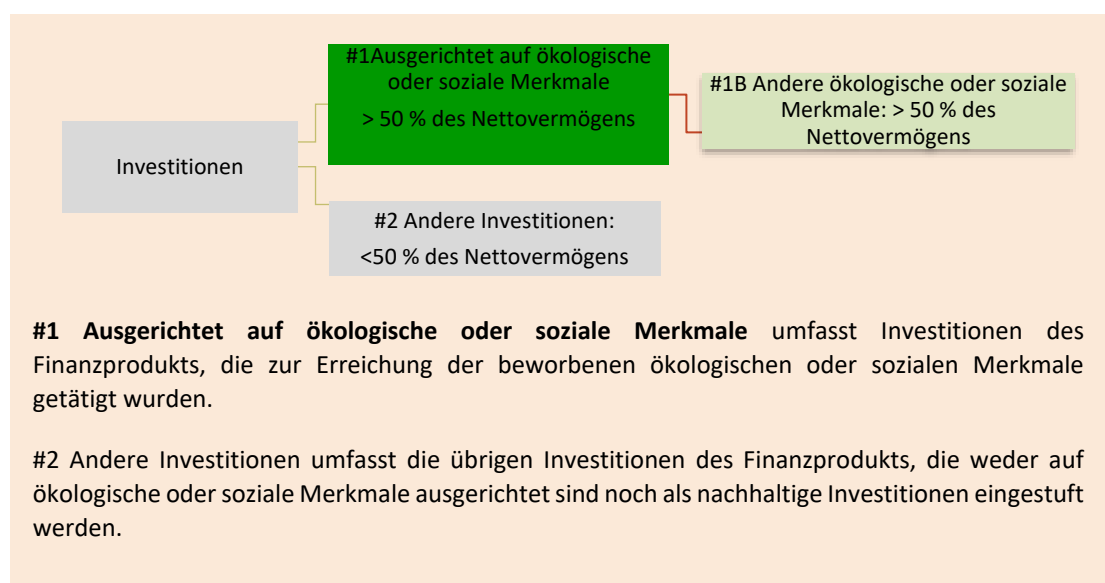 #1Ausgerichtet auf ökologische
oder soziale Merkmale
> 50 % des Nettovermögens
#1B Andere ökologische oder soziale
Merkmale: > 50 % des
Nettovermögens
Investitionen
#2 Andere Investitionen:
<50 % des Nettovermögens
#1 Ausgerichtet auf ökologische oder soziale Merkmale umfasst Investitionen des
Finanzprodukts, die zur Erreichung der beworbenen ökologischen oder sozialen Merkmale
getätigt wurden.
#2 Andere Investitionen umfasst die übrigen Investitionen des Finanzprodukts, die weder auf
ökologische oder soziale Merkmale ausgerichtet sind noch als nachhaltige Investitionen eingestuft
werden.